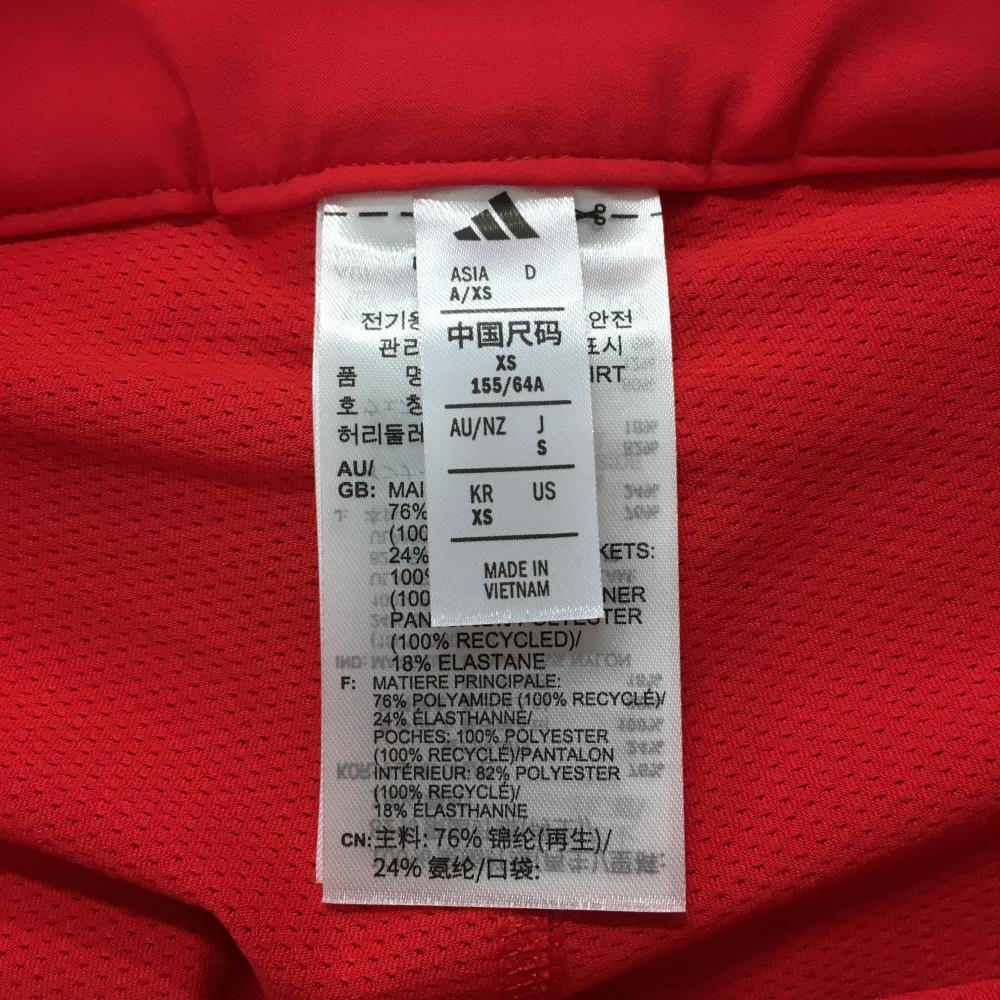 ASIA D
A/XS
中国尺码
XS
155/64A
AU/NZ J
S
KR US
XS
MADE IN
VIETNAM
전기 안전
관리 표시
품
호
허리둘레
AU/
GB:
76%
(100
24% KETS:
100%
(100 NER
(100% RECYCLED)/
18% ELASTANE
F: MATIERE PRINCIPALE:
76% POLYAMIDE (100% RECYCLÉ)/
24% ÉLASTHANNE/
POCHES: 100% POLYESTER
(100% RECYCLÉ)/PANTALON
INTÉRIEUR: 82% POLYESTER
(100% RECYCLÉ)/
18% ÉLASTHANNE
CN: 主料: 76% 锦纶(再生)/
24% 氨纶/口袋: